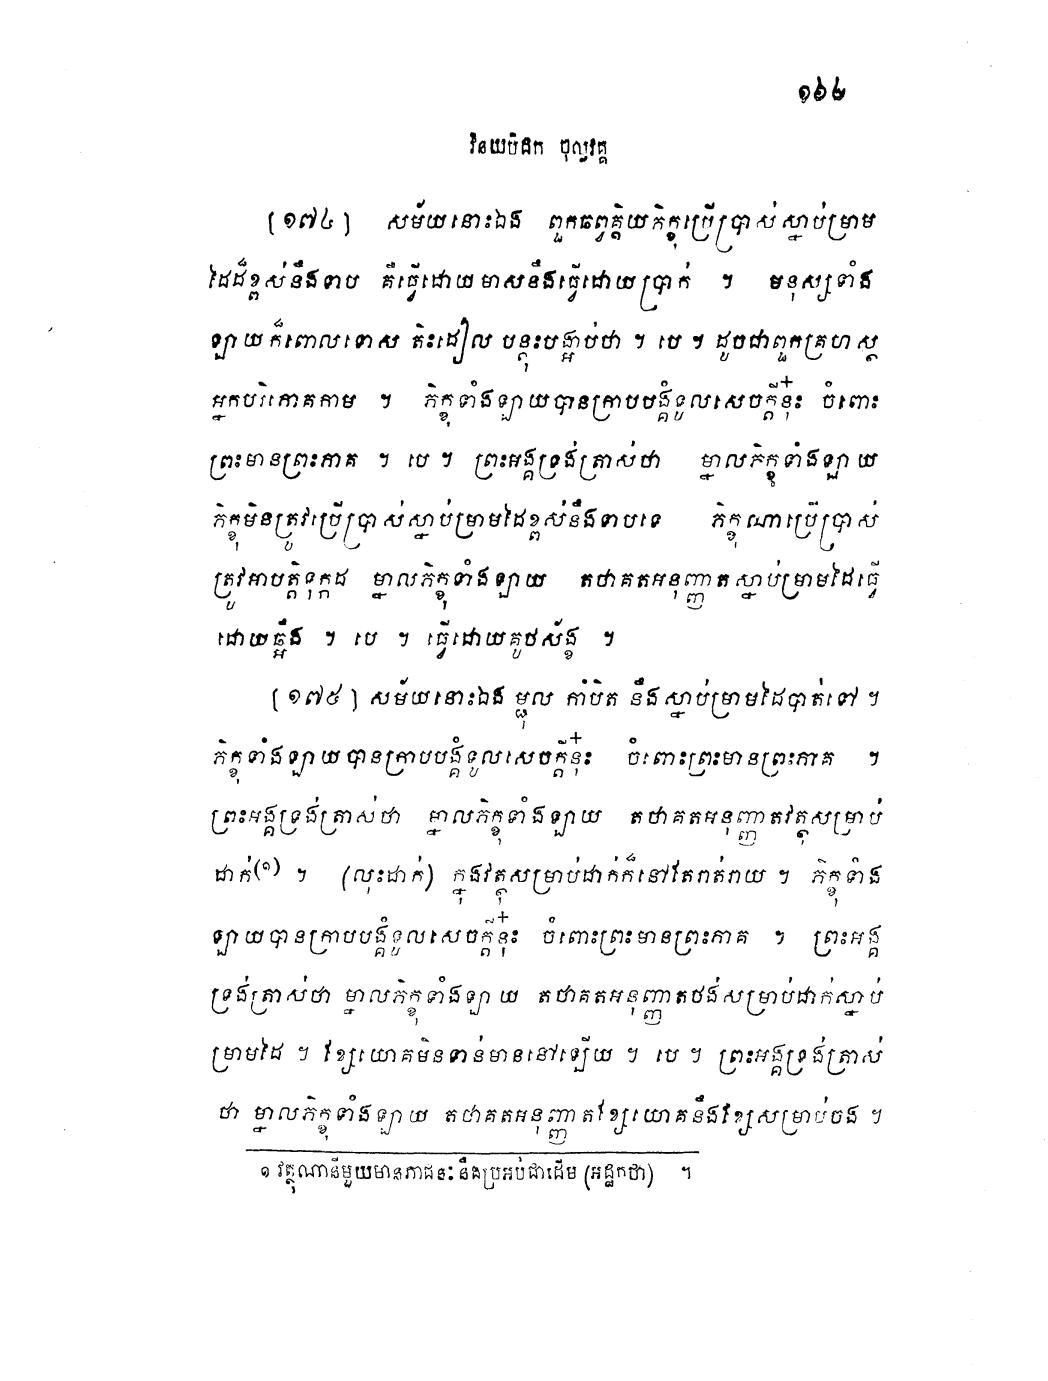 ១៦៤
វិនយបិដក ចុល្លវគ្គ
[១៧៤] សម័យនោះឯង ពួកឆព្វគ្គិយភិក្ខុប្រើប្រាស់ស្នាប់ម្រាម
ដៃដ៏ខ្ពស់នឹងទាប គឺធ្វើដោយមាសនឹងធ្វើដោយប្រាក់ ។ មនុស្សទាំង
ឡាយក៏ពោលទោស តិះដៀល បន្តុះបង្អាប់ថា ។ បេ ។ ដូចជាពួកគ្រហស្ថ
អ្នកបរិភោគកាម ។ ភិក្ខុទាំងឡាយបានក្រាបបង្គំទូលសេចក្តីនុ៎ះ ចំពោះ
ព្រះមានព្រះភាគ ។ បេ ។ ព្រះអង្គទ្រង់ត្រាស់ថា ម្នាលភិក្ខុទាំងឡាយ
ភិក្ខុមិនត្រូវប្រើប្រាស់ស្នាប់ម្រាមដៃខ្ពស់នឹងទាបទេ ភិក្ខុណាប្រើប្រាស់
ត្រូវអាបត្តិទុក្កដ ម្នាលភិក្ខុទាំងឡាយ តថាគតអនុញ្ញាតស្នាប់ម្រាមដៃធ្វើ
ដោយឆ្អឹង ។ បេ ។ ធ្វើដោយគូថស័ង្ខ ។
[១៧៥] សម័យនោះឯង ម្ជុល កាំបិត នឹងស្នាប់ម្រាមដៃបាត់ទៅ ។
ភិក្ខុទាំងឡាយបានក្រាបបង្គំទូលសេចក្តីនុ៎ះ ចំពោះព្រះមានព្រះភាគ ។
ព្រះអង្គទ្រង់ត្រាស់ថា ម្នាលភិក្ខុទាំងឡាយ តថាគតអនុញ្ញាតវត្ថុសម្រាប់
ដាក់(១) ។ (លុះដាក់) ក្នុងវត្ថុសម្រាប់ដាក់ក៏នៅតែរាត់រាយ ។ ភិក្ខុទាំង
ឡាយបានក្រាបបង្គំទូលសេចក្តីនុ៎ះ ចំពោះព្រះមានព្រះភាគ ។ ព្រះអង្គ
ទ្រង់ត្រាស់ថា ម្នាលភិក្ខុទាំងឡាយ តថាគតអនុញ្ញាតថង់សម្រាប់ដាក់ស្នាប់
ម្រាមដៃ ។ ខ្សែយោគមិនទាន់មាននៅឡើយ ។ បេ ។ ព្រះអង្គទ្រង់ត្រាស់
ថា ម្នាលភិក្ខុទាំងឡាយ តថាគតអនុញ្ញាតខ្សែយោគនឹងខ្សែសម្រាប់ចង ។
១ វត្ថុណានីមួយមានភាជនះនឹងប្រអប់ជាដើម (អដ្ឋកថា) ។